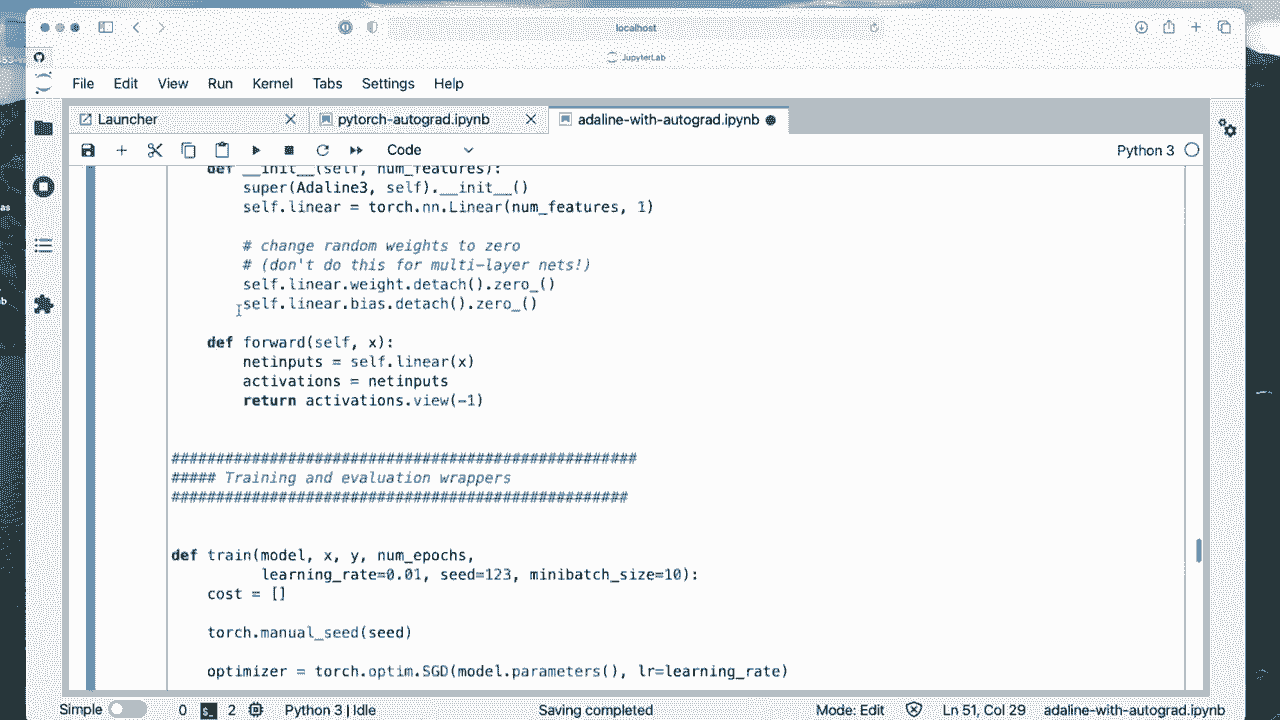 localhost
JupyterLab
File Edit View Run Kernel Tabs Settings Help
Launcher pytorch-autograd.ipynb adaline-with-autograd.ipynb
Code Python 3
def __init__(self, num_features):
super(Adaline3, self).__init__()
self.linear = torch.nn.Linear(num_features, 1)
# change random weights to zero
# (don't do this for multi-layer nets!)
self.linear.weight.detach().zero_()
self.linear.bias.detach().zero_()
def forward(self, x):
netinputs = self.linear(x)
activations = netinputs
return activations.view(-1)
####################################################
##### Training and evaluation wrappers
###################################################
def train(model, x, y, num_epochs,
learning_rate=0.01, seed=123, minibatch_size=10):
cost = []
torch.manual_seed(seed)
optimizer = torch.optim.SGD(model.parameters(), lr=learning_rate)
Simple 0 2 Python 3 | Idle Saving completed Mode: Edit Ln 51, Col 29 adaline-with-autograd.ipynb